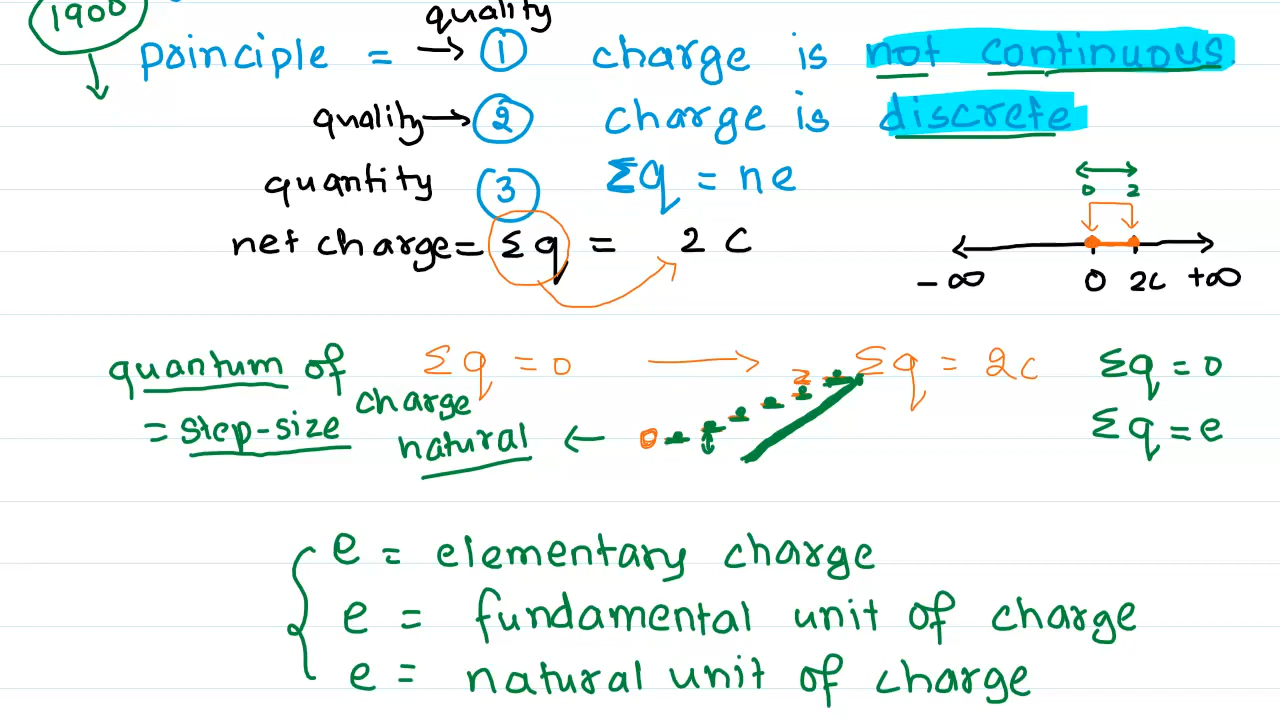 1900
quality
principle = → ① charge is not continuous.
quality → ② charge is discrete
quantity ③ Σq = ne
0 2
net charge = Σq = 2 C
-∞ 0 2C +∞
quantum of Σq = 0 → Σq = 2C Σq = 0
2
charge
= step-size Σq = e
natural ← 0
e = elementary charge
e = fundamental unit of charge
e = natural unit of charge